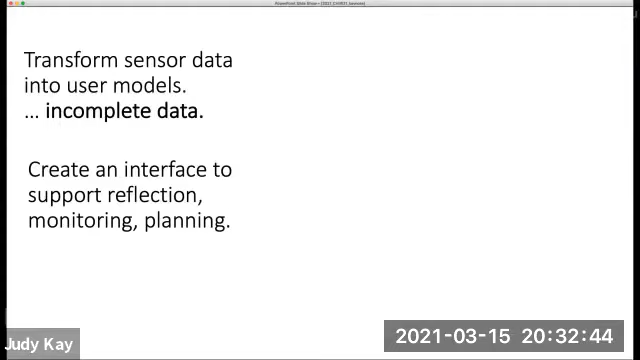 Transform sensor data
into user models.
... incomplete data.
Create an interface to
support reflection,
monitoring, planning.
Judy Kay
2021-03-15 20:32:44